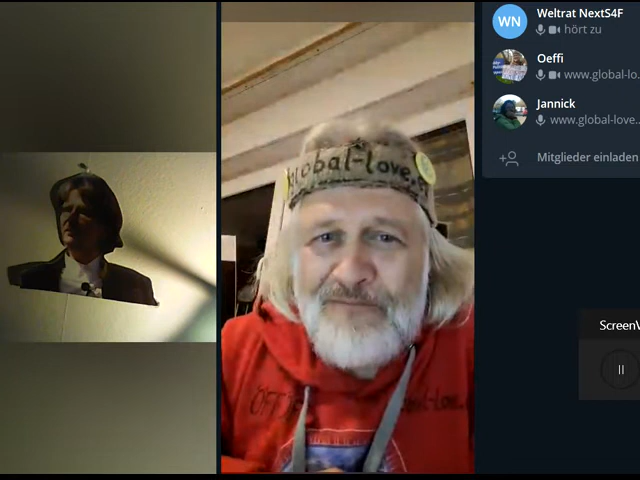 WN
Weltrat NextS4F
hört zu
Oeffi
www.global-lo...
Jannick
www.global-love...
Mitglieder einladen
ScreenV
global-love.